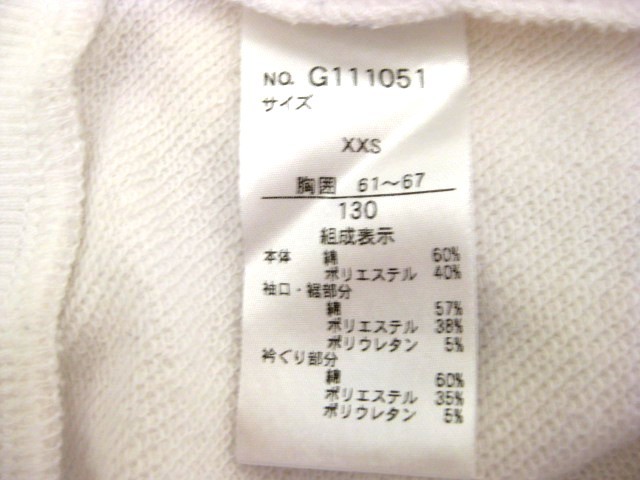 NO. G111051
サイズ
XXS
胸囲 61〜67
130
組成表示
本体 綿 60%
ポリエステル 40%
袖口・裾部分
綿 57%
ポリエステル 38%
ポリウレタン 5%
衿ぐり部分
綿 60%
ポリエステル 35%
ポリウレタン 5%